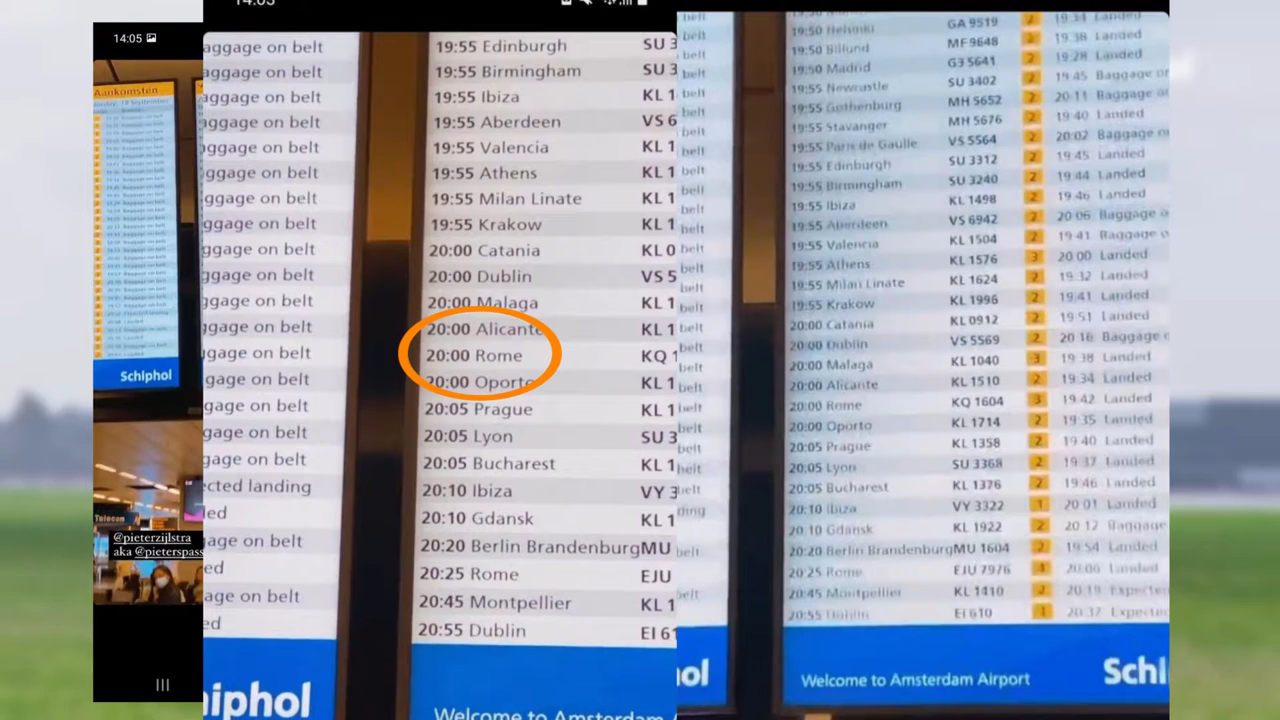 14:05
Aankomsten
Schiphol
Telecom
@pieterzijlstra
aka @pieterspass
14:05
aggage on belt
aggage on belt
aggage on belt
aggage on belt
aggage on belt
aggage on belt
gage on belt
gage on belt
gage on belt
gage on belt
gage on belt
gage on belt
gage on belt
gage on belt
gage on belt
gage on belt
ected landing
ed
age on belt
ed
age on belt
ed
hiphol
19:55 Edinburgh SU 3
19:55 Birmingham SU 3
19:55 Ibiza KL 1
19:55 Aberdeen VS 6
19:55 Valencia KL 1
19:55 Athens KL 1
19:55 Milan Linate KL 1
19:55 Krakow KL 1
20:00 Catania KL 0
20:00 Dublin VS 5
20:00 Malaga KL 1
20:00 Alicante KL 1
20:00 Rome KQ 1
20:00 Oporto KL 1
20:05 Prague KL 1
20:05 Lyon SU 3
20:05 Bucharest KL 1
20:10 Ibiza VY 3
20:10 Gdansk KL 1
20:20 Berlin Brandenburg MU
20:25 Rome EJU
20:45 Montpellier KL 1
20:55 Dublin EI 61
Welcome to Amsterdam
19:50 Helsinki GA 9519 2 19:34 Landed
19:50 Billund MF 9648 2 19:38 Landed
19:50 Madrid G3 5641 2 19:28 Landed
19:55 Newcastle SU 3402 2 19:45 Baggage on
19:55 Gothenburg MH 5652 2 20:11 Baggage o
19:55 Stavanger MH 5676 2 19:40 Landed
19:55 Paris de Gaulle VS 5564 2 20:02 Baggage
19:55 Edinburgh SU 3312 2 19:45 Landed
19:55 Birmingham SU 3240 2 19:44 Landed
19:55 Ibiza KL 1498 2 19:46 Landed
19:55 Aberdeen VS 6942 2 20:06 Baggage o
19:55 Valencia KL 1504 2 19:41 Baggage o
19:55 Athens KL 1576 3 20:00 Landed
19:55 Milan Linate KL 1624 2 19:32 Landed
19:55 Krakow KL 1996 2 19:41 Landed
20:00 Catania KL 0912 2 19:51 Landed
20:00 Dublin VS 5569 2 20:16 Baggage o
20:00 Malaga KL 1040 3 19:38 Landed
20:00 Alicante KL 1510 2 19:34 Landed
20:00 Rome KQ 1604 3 19:42 Landed
20:00 Oporto KL 1714 2 19:35 Landed
20:05 Prague KL 1358 2 19:40 Landed
20:05 Lyon SU 3368 2 19:37 Landed
20:05 Bucharest KL 1376 2 19:46 Landed
20:10 Ibiza VY 3322 1 20:01 Landed
20:10 Gdansk KL 1922 2 20:12 Baggage
20:20 Berlin Brandenburg MU 1604 2 19:54 Landed
20:25 Rome EJU 7976 1 20:06 Landed
20:45 Montpellier KL 1410 2 20:19 Expected
20:55 Dublin EI 610 1 20:37 Expecte
ol
Welcome to Amsterdam Airport Schi